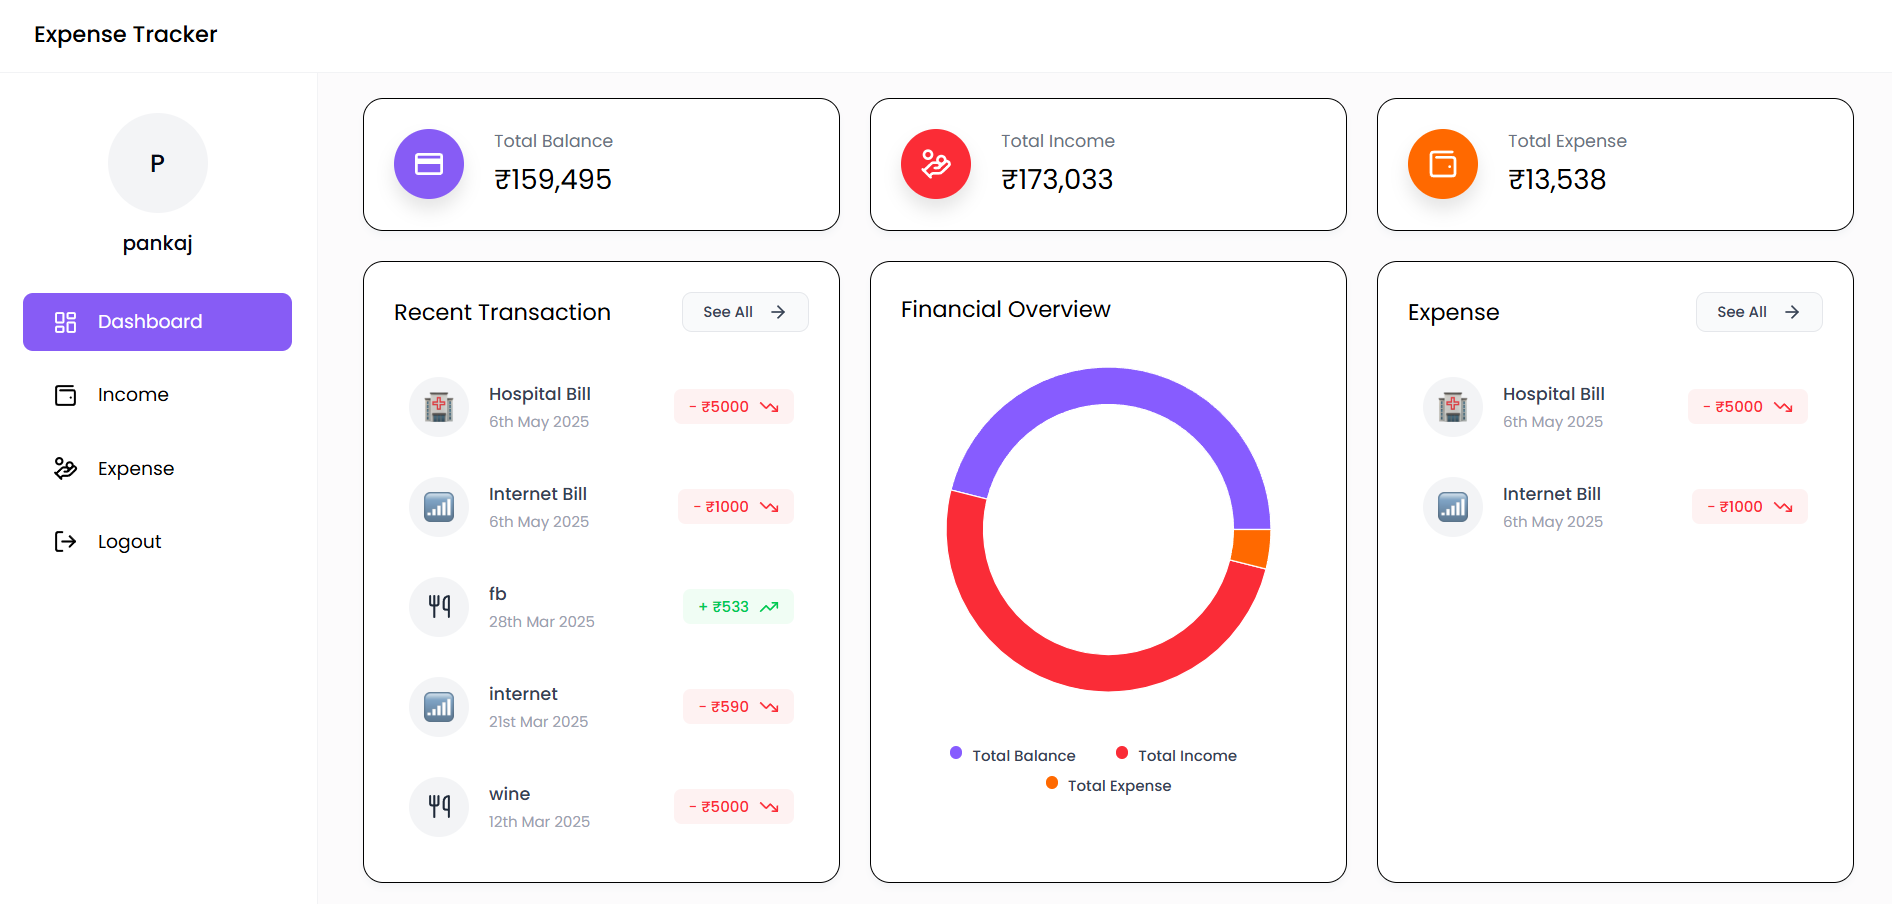 Expense Tracker
P
pankaj
Dashboard
Income
Expense
Logout
Total Balance
₹159,495
Total Income
₹173,033
Total Expense
₹13,538
Recent Transaction
See All
Hospital Bill
6th May 2025
- ₹5000
Internet Bill
6th May 2025
- ₹1000
fb
28th Mar 2025
+ ₹533
internet
21st Mar 2025
- ₹590
wine
12th Mar 2025
- ₹5000
Financial Overview
Total Balance
Total Income
Total Expense
Expense
See All
Hospital Bill
6th May 2025
- ₹5000
Internet Bill
6th May 2025
- ₹1000